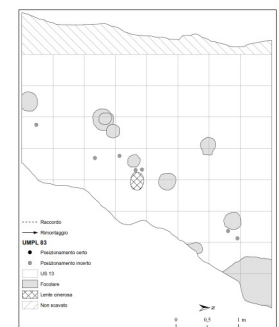 Raccordo
Rimontaggio
UMPL 83
Posizionamento certo
Posizionamento incerto
US 13
Focolare
Lente cinerosa
Non scavato
0 0,5 1 m